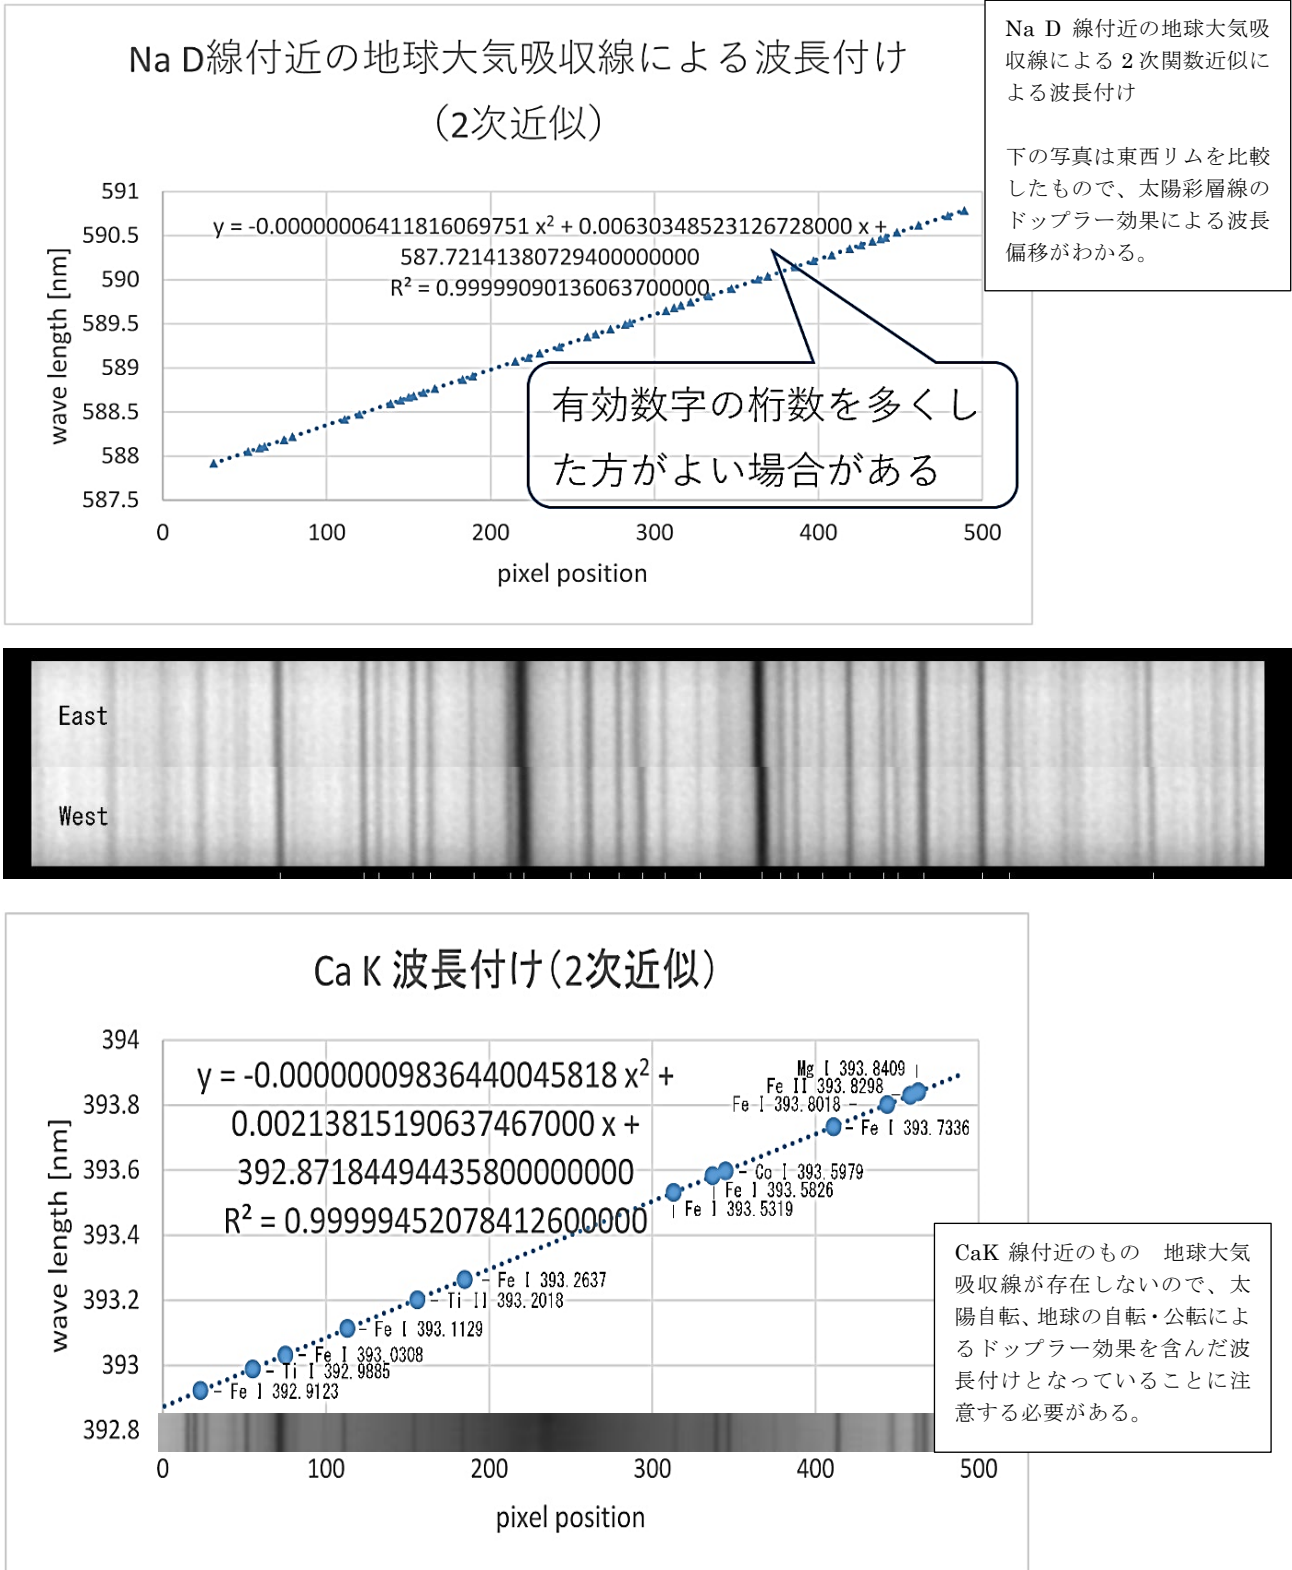 Na D線付近の地球大気吸収線による波長付け
（2次近似）
591
590.5
590
589.5
589
588.5
588
587.5
wave length [nm]
y = -0.00000006411816069751 x² + 0.00630348523126728000 x +
587.72141380729400000000
R² = 0.99999090136063700000
有効数字の桁数を多くし
た方がよい場合がある
0 100 200 300 400 500
pixel position
Na D 線付近の地球大気吸
収線による 2 次関数近似に
よる波長付け
下の写真は東西リムを比較
したもので、太陽彩層線の
ドップラー効果による波長
偏移がわかる。
East
West
Ca K 波長付け（2次近似）
394
393.8
393.6
393.4
393.2
393
392.8
wave length [nm]
y = -0.00000009836440045818 x² +
0.00213815190637467000 x +
392.87184494435800000000
R² = 0.99999452078412600000
Mg I 393.8409
Fe II 393.8298
Fe I 393.8018
Fe I 393.7336
Co I 393.5979
Fe I 393.5826
Fe I 393.5319
Fe I 393.2637
Ti II 393.2018
Fe I 393.1129
Fe I 393.0308
Ti I 392.9885
Fe I 392.9123
0 100 200 300 400 500
pixel position
CaK 線付近のもの　地球大気
吸収線が存在しないので、太
陽自転、地球の自転・公転によ
るドップラー効果を含んだ波
長付けとなっていることに注
意する必要がある。